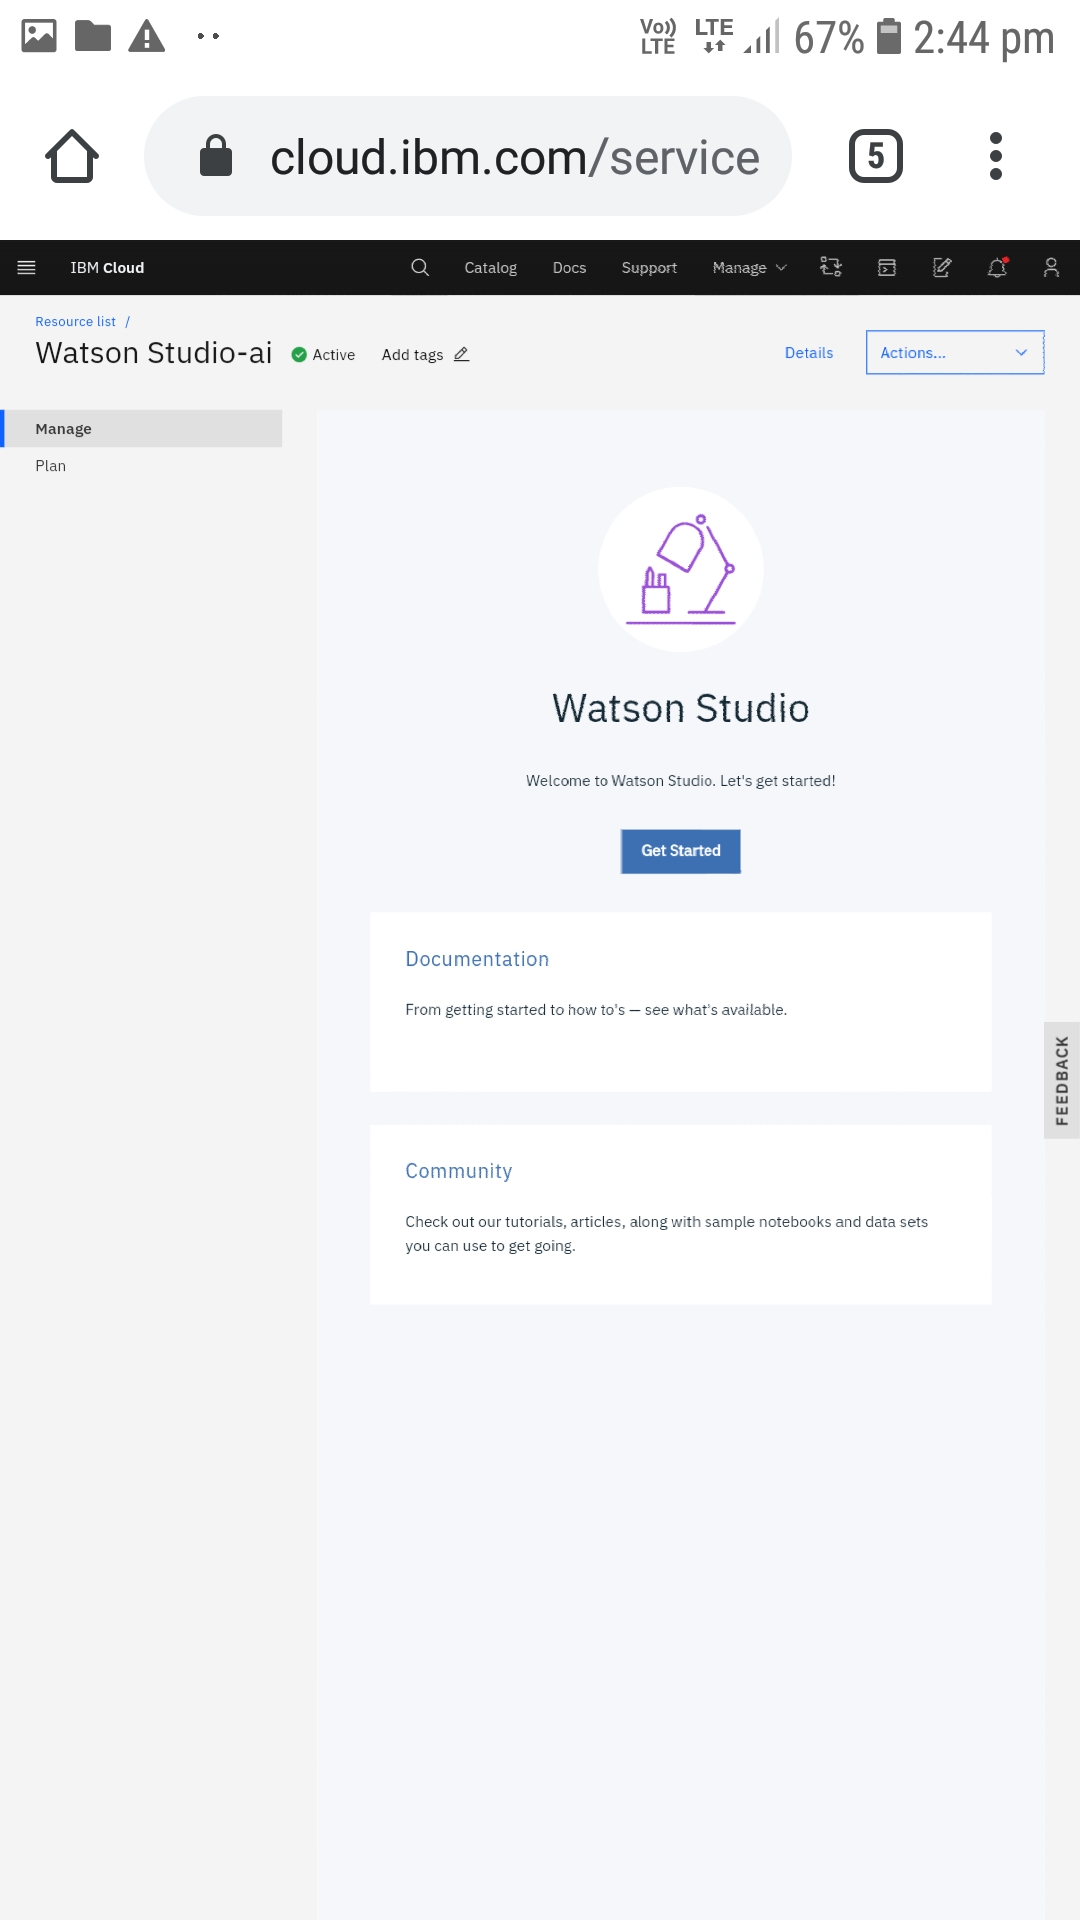 Vo)) LTE LTE 67% 2:44 pm
cloud.ibm.com/service 5
IBM Cloud Catalog Docs Support Manage
Resource list /
Watson Studio-ai Active Add tags Details Actions...
Manage
Plan
Watson Studio
Welcome to Watson Studio. Let's get started!
Get Started
Documentation
From getting started to how to's — see what's available.
FEEDBACK
Community
Check out our tutorials, articles, along with sample notebooks and data sets
you can use to get going.